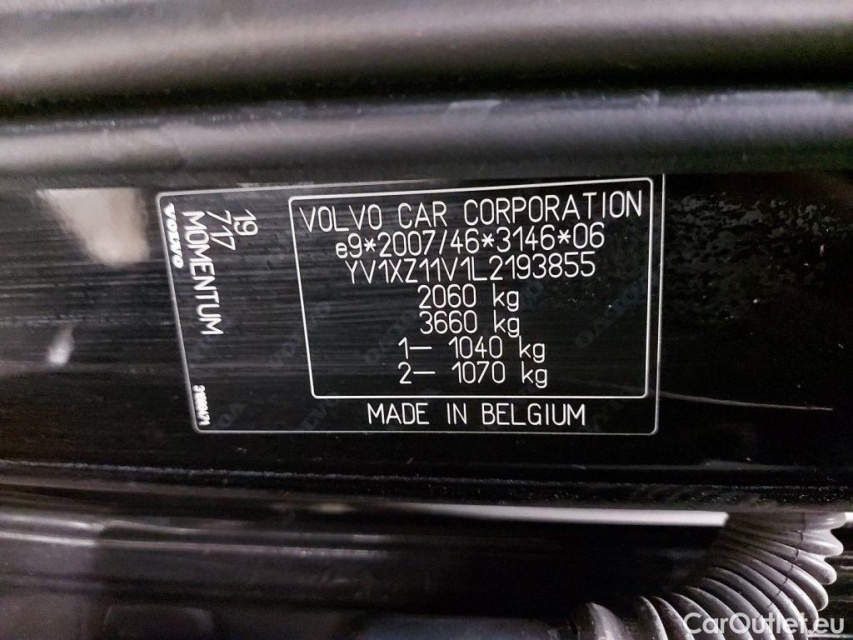 VOLVO CAR CORPORATION
e9*2007/46*3146*06
YV1XZ11V1L2193855
2060 kg
3660 kg
1– 1040 kg
2– 1070 kg
MADE IN BELGIUM
19
717
MOMENTUM
VOLVO
CarOutlet.eu